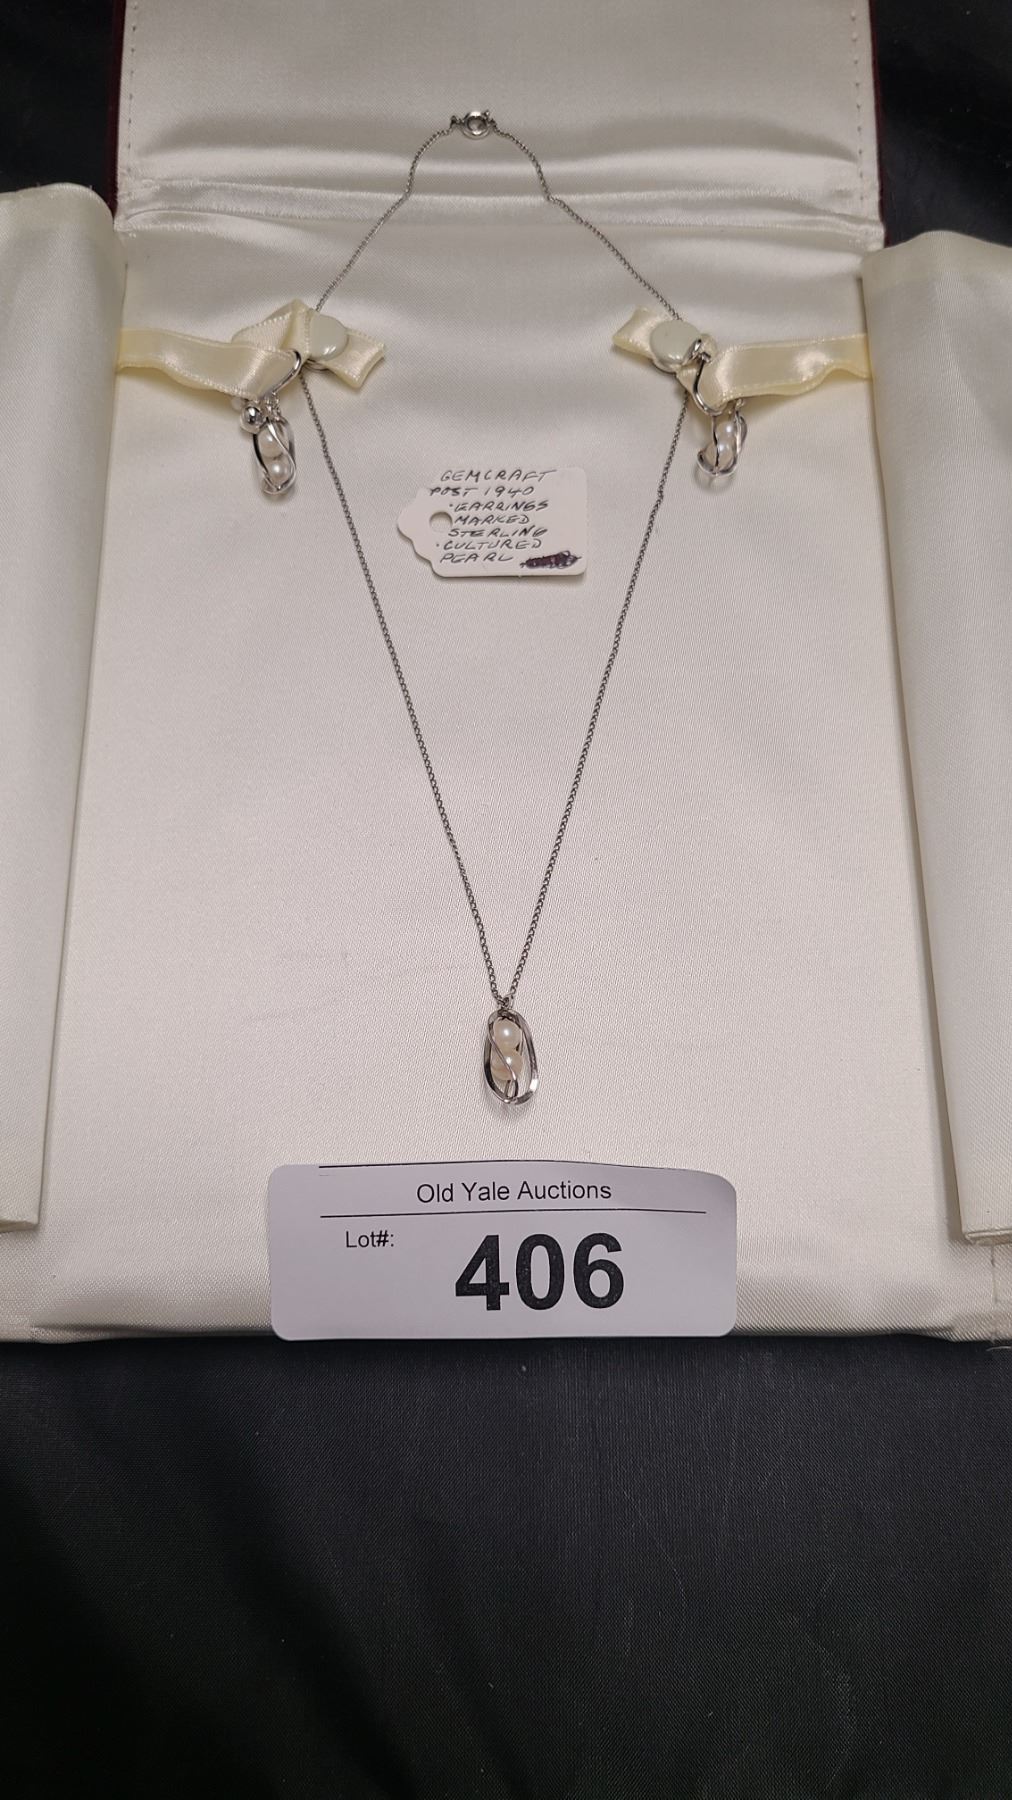 GEMCRAFT
POST 1940
· EARRINGS
MARKED
STERLING
· CULTURED
PEARL
Old Yale Auctions
Lot#:
406